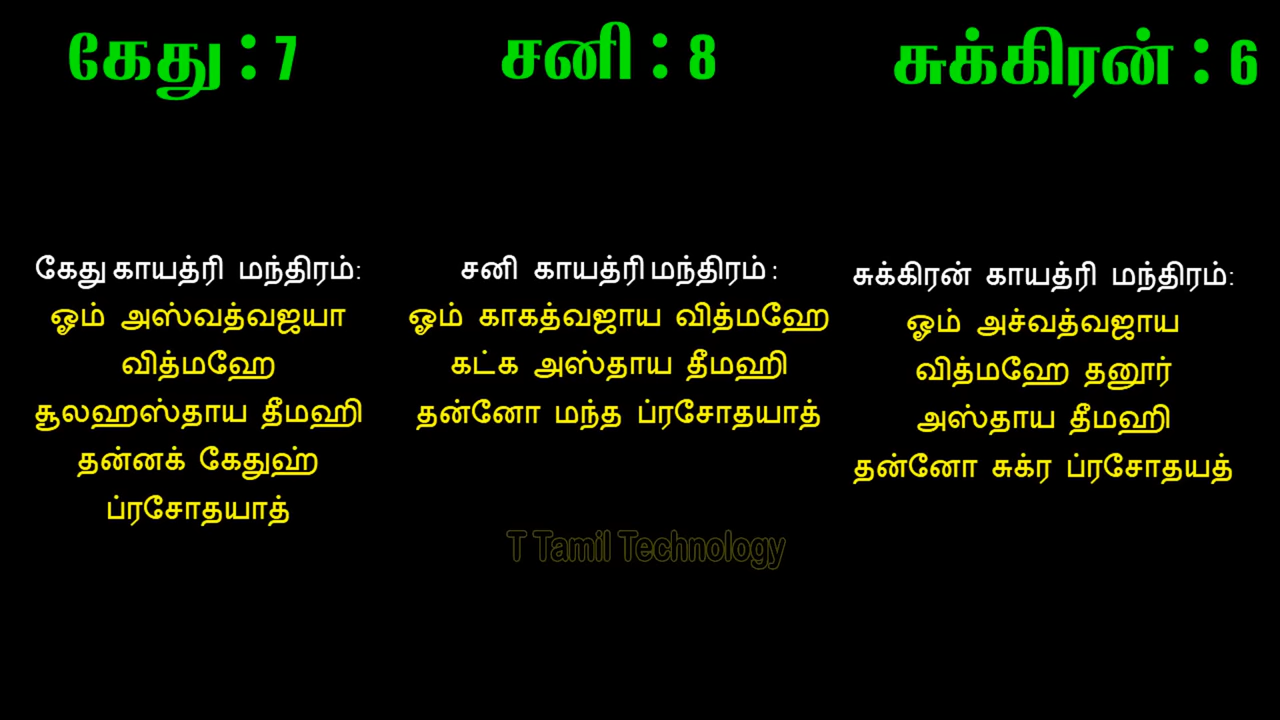 கேது : 7
சனி : 8
சுக்கிரன் : 6
கேது காயத்ரி மந்திரம்:
ஓம் அஸ்வத்வஜயா
வித்மஹே
சூலஹஸ்தாய தீமஹி
தன்னக் கேதுஹ்
ப்ரசோதயாத்
சனி காயத்ரி மந்திரம் :
ஓம் காகத்வஜாய வித்மஹே
கட்க அஸ்தாய தீமஹி
தன்னோ மந்த ப்ரசோதயாத்
சுக்கிரன் காயத்ரி மந்திரம்:
ஓம் அச்வத்வஜாய
வித்மஹே தனூர்
அஸ்தாய தீமஹி
தன்னோ சுக்ர ப்ரசோதயத்
T Tamil Technology